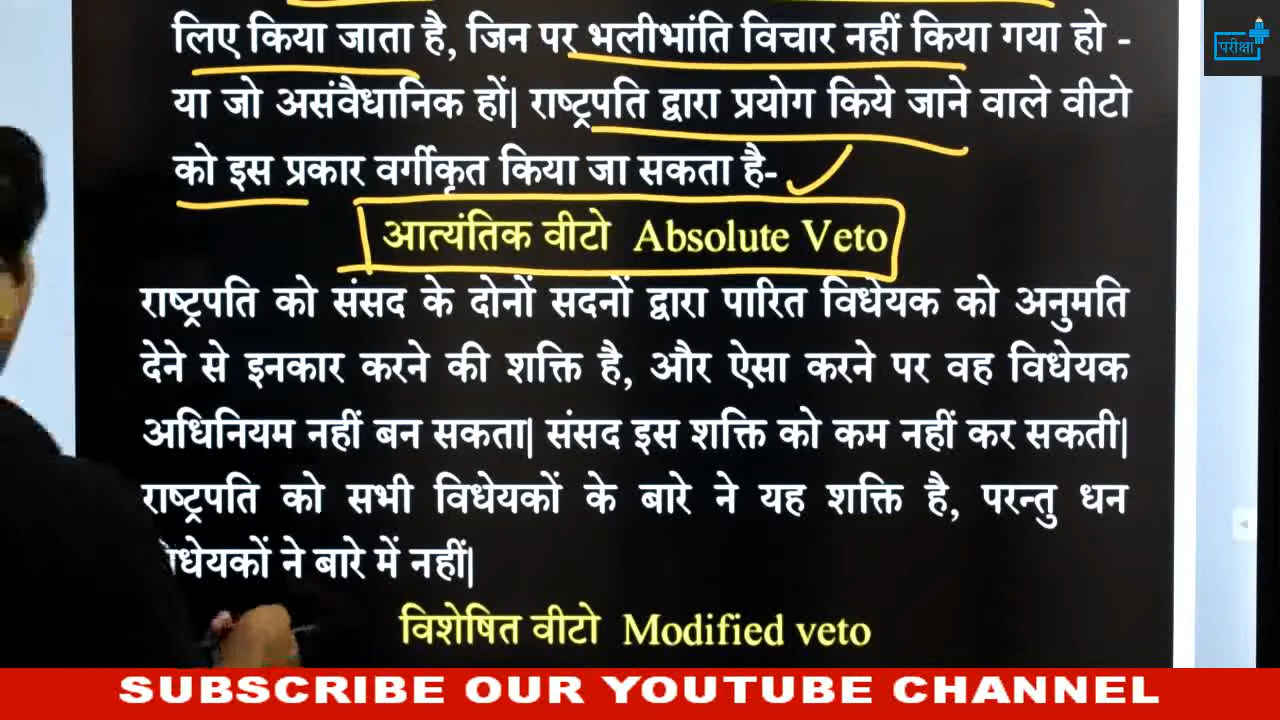 परीक्षा
लिए किया जाता है, जिन पर भलीभांति विचार नहीं किया गया हो -
या जो असंवैधानिक हों| राष्ट्रपति द्वारा प्रयोग किये जाने वाले वीटो
को इस प्रकार वर्गीकृत किया जा सकता है-
आत्यंतिक वीटो Absolute Veto
राष्ट्रपति को संसद के दोनों सदनों द्वारा पारित विधेयक को अनुमति
देने से इनकार करने की शक्ति है, और ऐसा करने पर वह विधेयक
अधिनियम नहीं बन सकता| संसद इस शक्ति को कम नहीं कर सकती|
राष्ट्रपति को सभी विधेयकों के बारे ने यह शक्ति है, परन्तु धन
ने बारे में नहीं|
विशेषित वीटो Modified veto
SUBSCRIBE OUR YOUTUBE CHANNEL